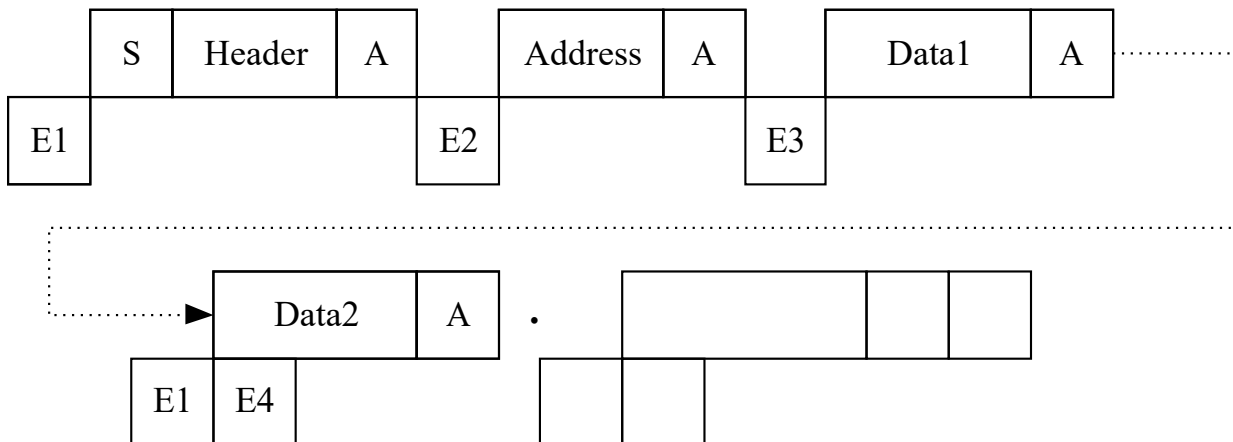 S Header A Address A Data1 A
E1 E2 E3
Data2 A .
E1 E4